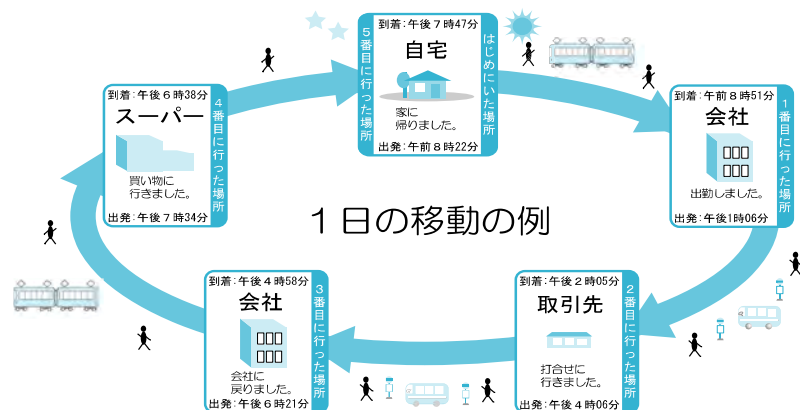 １日の移動の例
はじめにいた場所
自宅
出発：午前８時22分
１番目に行った場所
到着：午前８時51分
会社
出勤しました。
出発：午後1時06分
２番目に行った場所
到着：午後２時05分
取引先
打合せに
行きました。
出発：午後４時06分
３番目に行った場所
到着：午後４時58分
会社
会社に
戻りました。
出発：午後６時21分
４番目に行った場所
到着：午後６時38分
スーパー
買い物に
行きました。
出発：午後７時34分
５番目に行った場所
到着：午後７時47分
家に
帰りました。